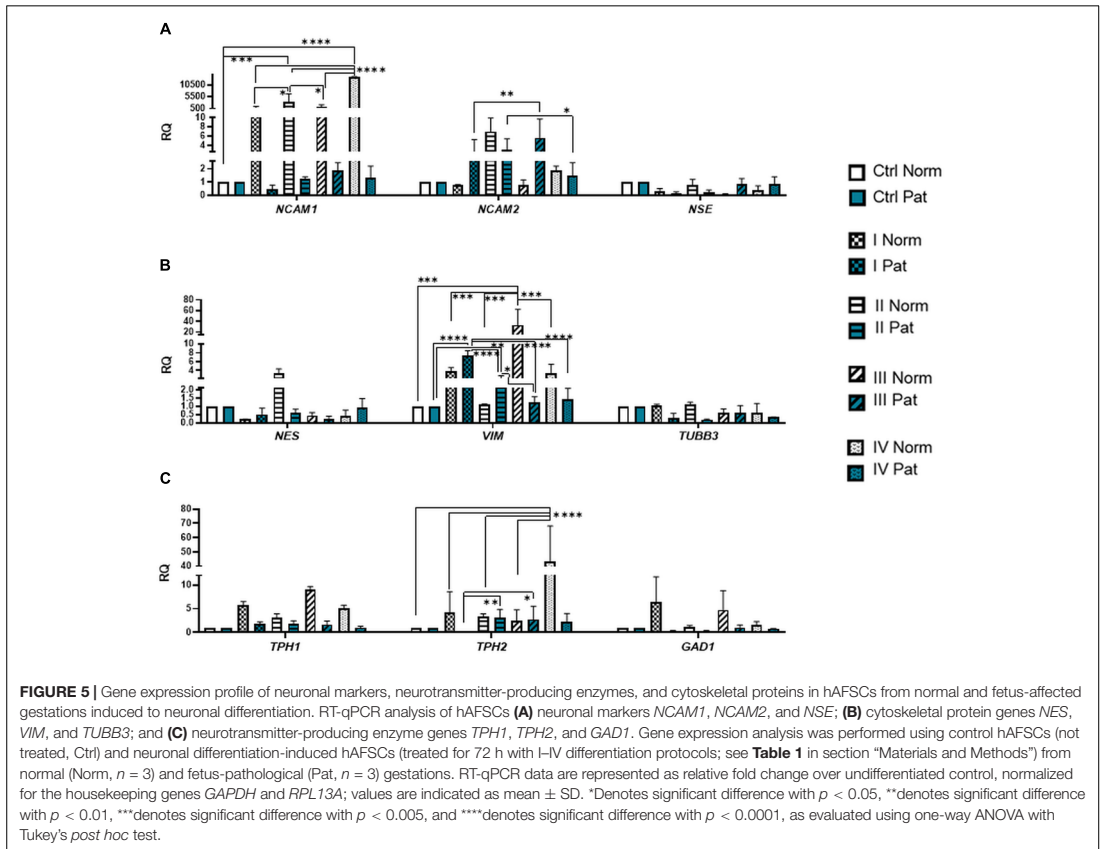 A
****
***
****
*
*
**
*
10500
5500
500
10
8
6
4
2
1
0
RQ
NCAM1
NCAM2
NSE
Ctrl Norm
Ctrl Pat
I Norm
I Pat
II Norm
II Pat
III Norm
III Pat
IV Norm
IV Pat
B
***
***
***
***
****
**
****
****
****
*
80
60
40
20
10
8
6
4
2.0
1.5
1.0
0.5
0.0
RQ
NES
VIM
TUBB3
C
****
**
*
80
70
60
50
40
10
5
0
RQ
TPH1
TPH2
GAD1
FIGURE 5 | Gene expression profile of neuronal markers, neurotransmitter-producing enzymes, and cytoskeletal proteins in hAFSCs from normal and fetus-affected
gestations induced to neuronal differentiation. RT-qPCR analysis of hAFSCs (A) neuronal markers NCAM1, NCAM2, and NSE; (B) cytoskeletal protein genes NES,
VIM, and TUBB3; and (C) neurotransmitter-producing enzyme genes TPH1, TPH2, and GAD1. Gene expression analysis was performed using control hAFSCs (not
treated, Ctrl) and neuronal differentiation-induced hAFSCs (treated for 72 h with I–IV differentiation protocols; see Table 1 in section “Materials and Methods”) from
normal (Norm, n = 3) and fetus-pathological (Pat, n = 3) gestations. RT-qPCR data are represented as relative fold change over undifferentiated control, normalized
for the housekeeping genes GAPDH and RPL13A; values are indicated as mean ± SD. *Denotes significant difference with p < 0.05, **denotes significant difference
with p < 0.01, ***denotes significant difference with p < 0.005, and ****denotes significant difference with p < 0.0001, as evaluated using one-way ANOVA with
Tukey’s post hoc test.